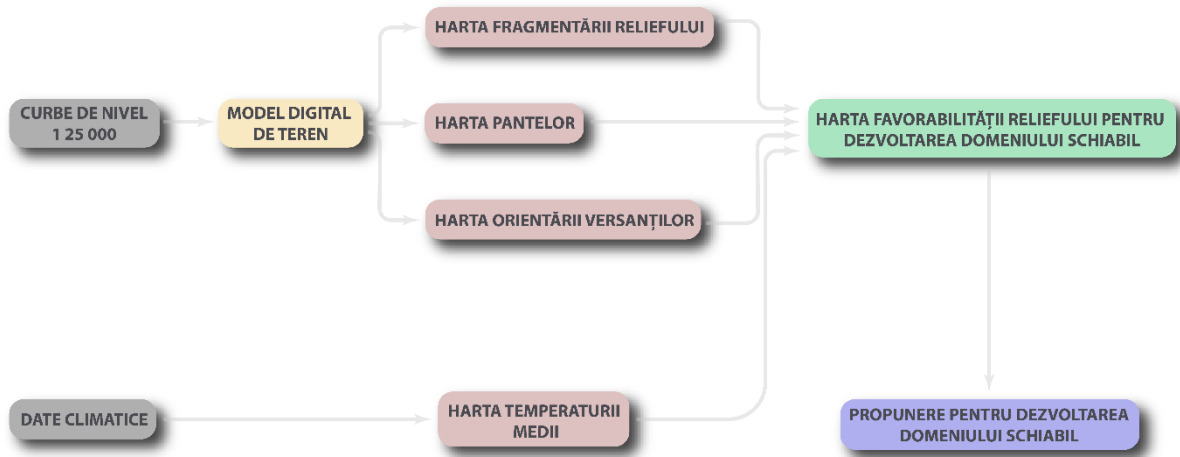 HARTA FRAGMENTĂRII RELIEFULUI
CURBE DE NIVEL
1 25 000
MODEL DIGITAL
DE TEREN
HARTA PANTELOR
HARTA FAVORABILITĂȚII RELIEFULUI PENTRU
DEZVOLTAREA DOMENIULUI SCHIABIL
HARTA ORIENTĂRII VERSANȚILOR
DATE CLIMATICE
HARTA TEMPERATURII
MEDII
PROPUNERE PENTRU DEZVOLTAREA
DOMENIULUI SCHIABIL